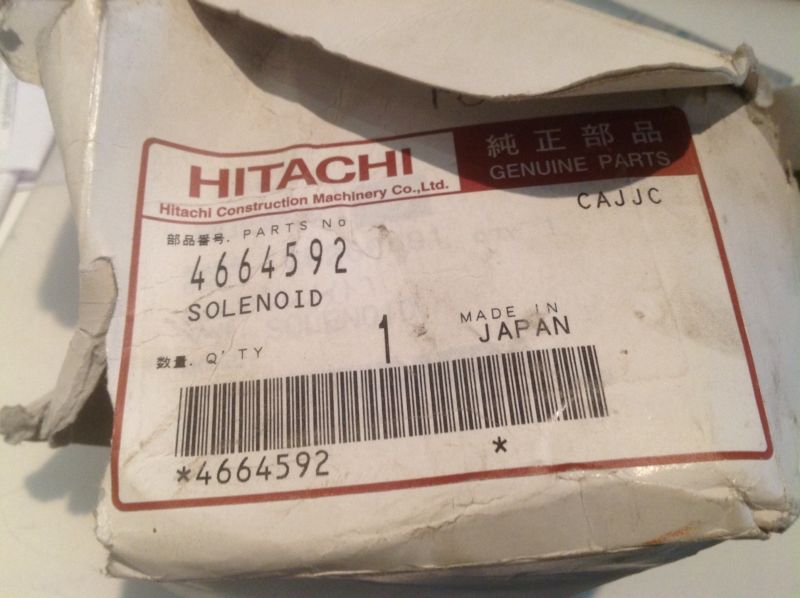 HITACHI
Hitachi Construction Machinery Co.,Ltd.
純正部品
GENUINE PARTS
CAJJC
部品番号. PARTS No
4664592
SOLENOID
数量. Q'TY
1
MADE IN
JAPAN
*4664592 *